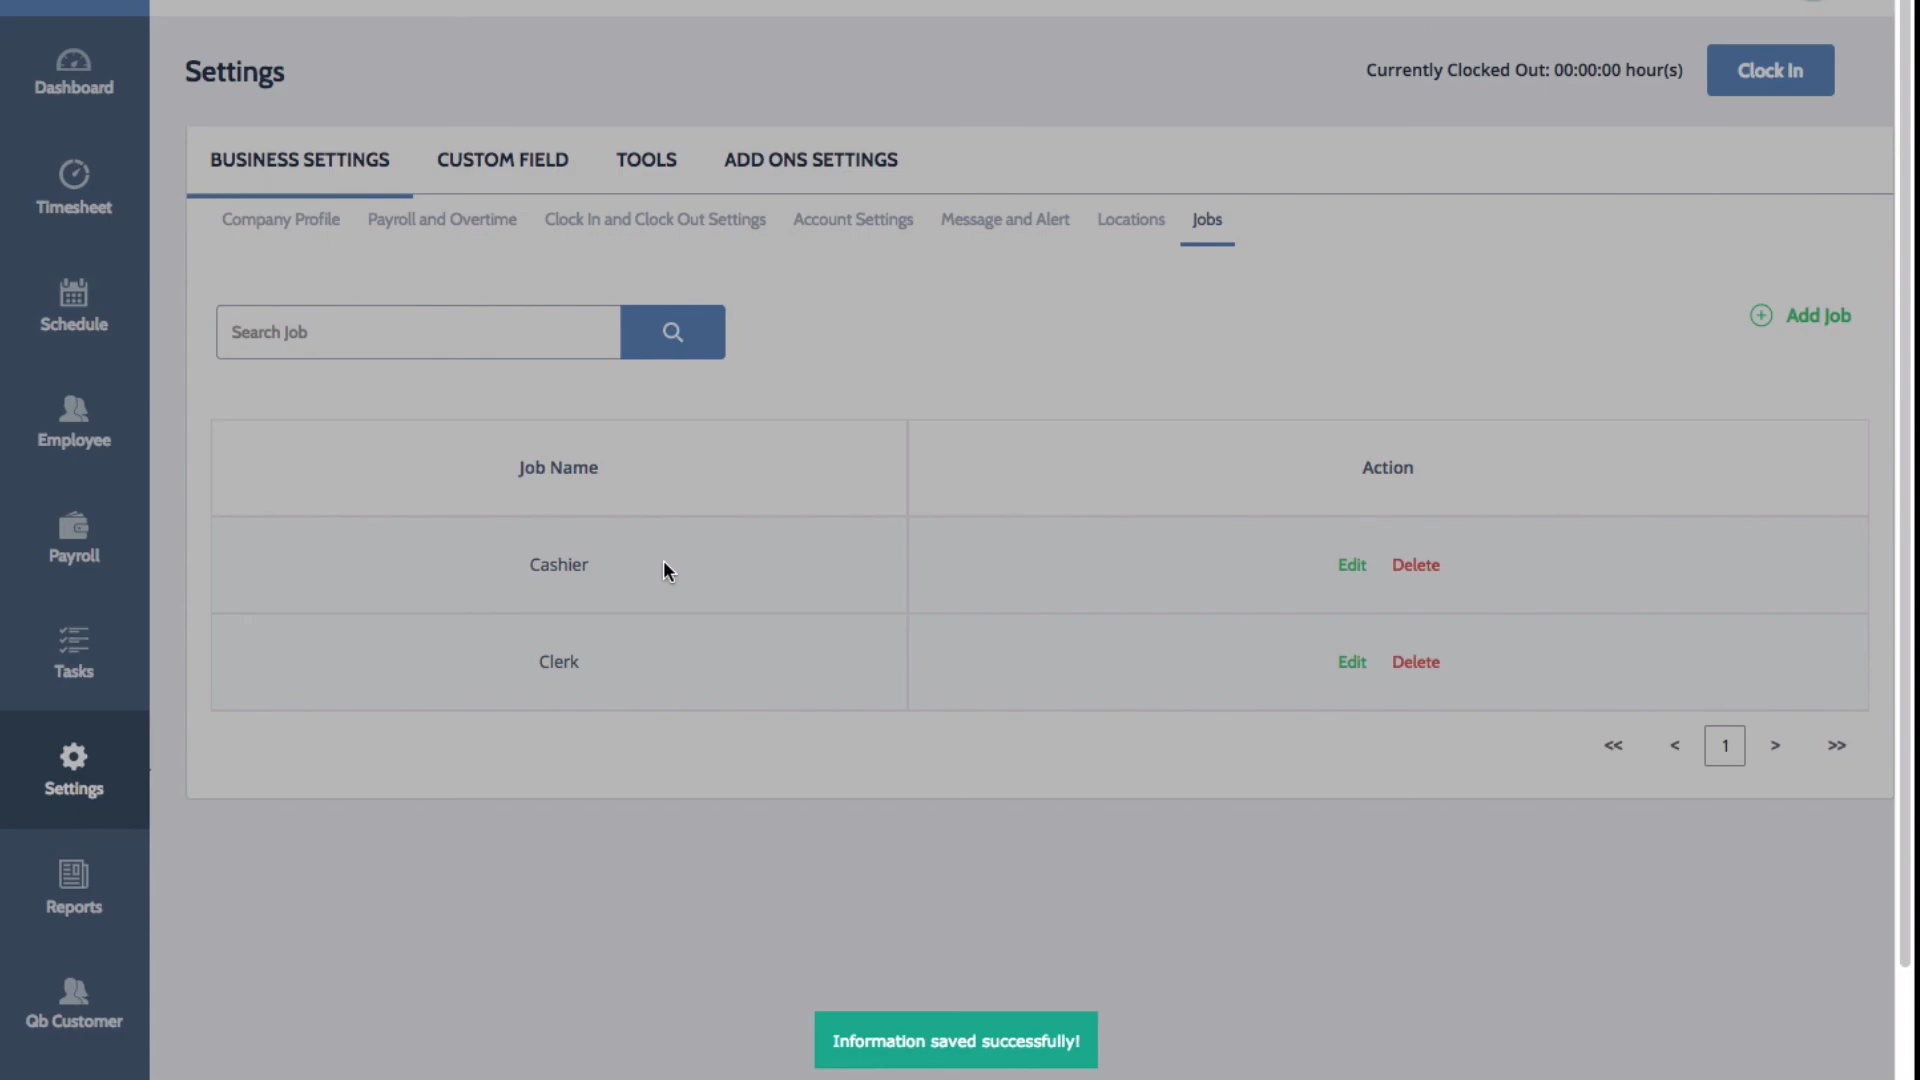 Dashboard
Timesheet
Schedule
Employee
Payroll
Tasks
Settings
Reports
Qb Customer
Settings
Currently Clocked Out: 00:00:00 hour(s)
Clock In
BUSINESS SETTINGS CUSTOM FIELD TOOLS ADD ONS SETTINGS
Company Profile Payroll and Overtime Clock In and Clock Out Settings Account Settings Message and Alert Locations Jobs
Search Job
Add Job
Job Name Action
Cashier Edit Delete
Clerk Edit Delete
<< < 1 > >>
Information saved successfully!